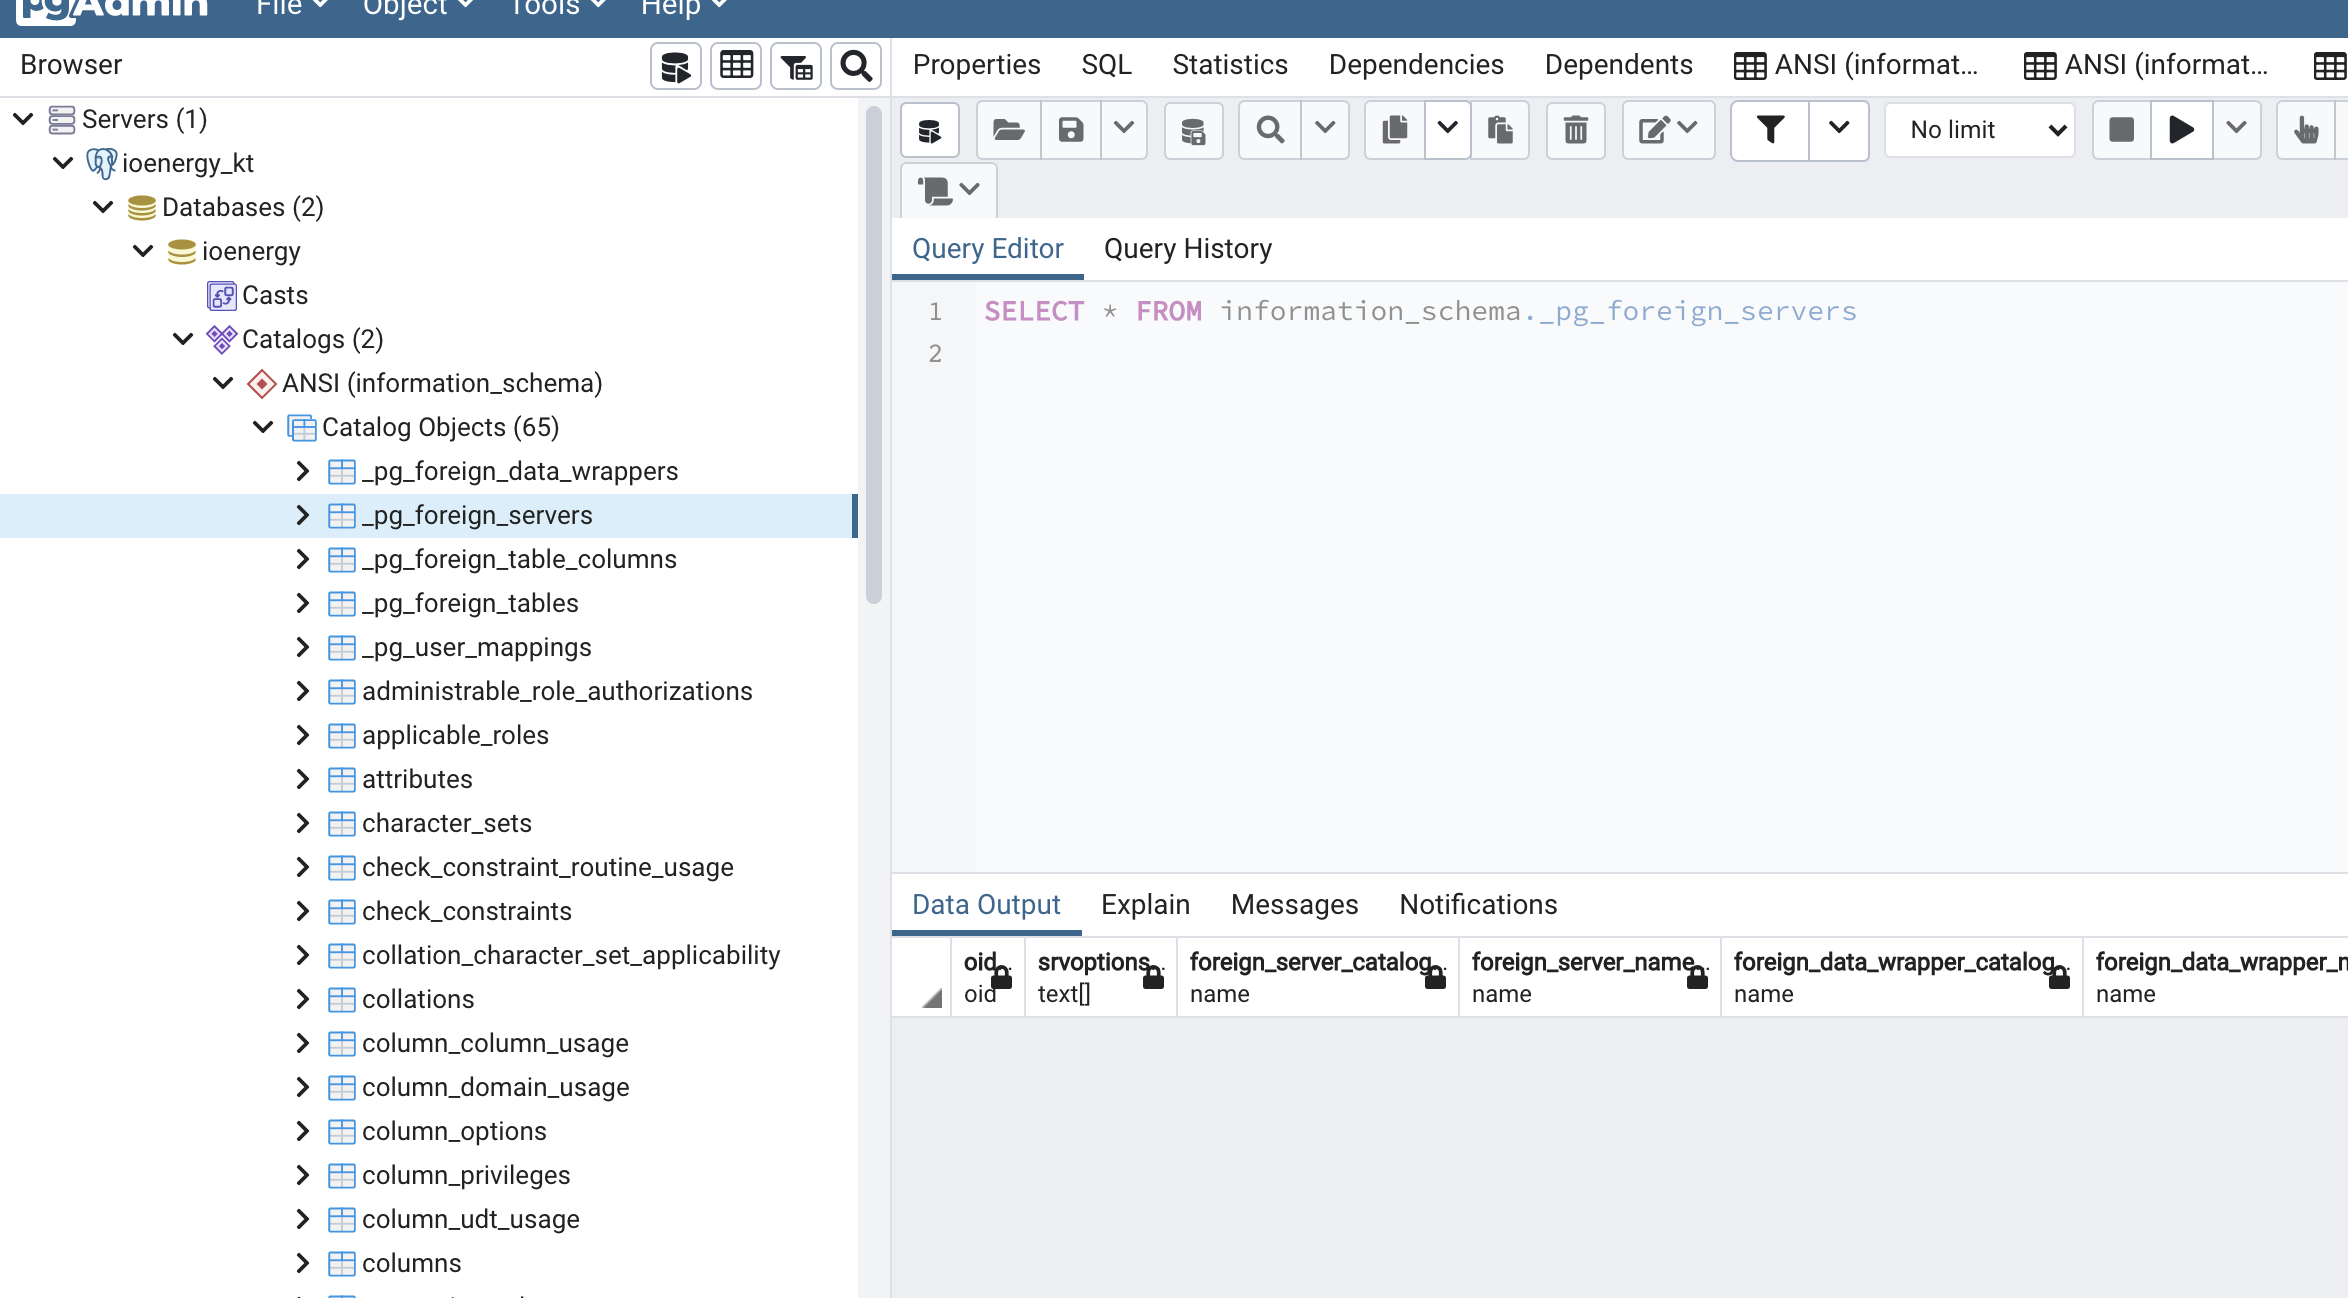 pgAdmin File Object Tools Help
Browser
Servers (1)
ioenergy_kt
Databases (2)
ioenergy
Casts
Catalogs (2)
ANSI (information_schema)
Catalog Objects (65)
_pg_foreign_data_wrappers
_pg_foreign_servers
_pg_foreign_table_columns
_pg_foreign_tables
_pg_user_mappings
administrable_role_authorizations
applicable_roles
attributes
character_sets
check_constraint_routine_usage
check_constraints
collation_character_set_applicability
collations
column_column_usage
column_domain_usage
column_options
column_privileges
column_udt_usage
columns
Properties SQL Statistics Dependencies Dependents ANSI (informat... ANSI (informat...
No limit
Query Editor Query History
1 SELECT * FROM information_schema._pg_foreign_servers
2
Data Output Explain Messages Notifications
oid srvoptions foreign_server_catalog foreign_server_name foreign_data_wrapper_catalog foreign_data_wrapper_n
oid text[] name name name name